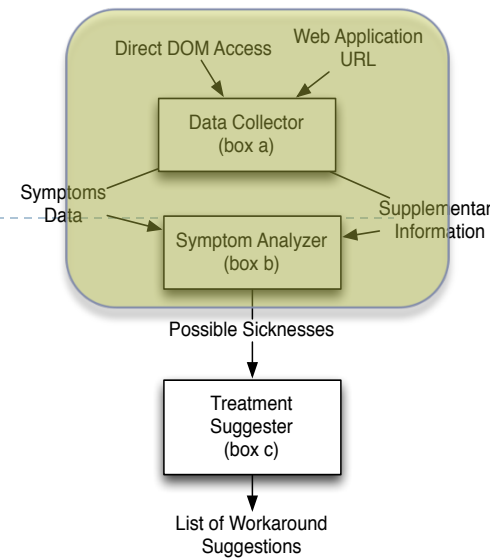 Direct DOM Access
Web Application
URL
Data Collector
(box a)
Symptoms
Data
Supplementar
Information
Symptom Analyzer
(box b)
Possible Sicknesses
Treatment
Suggester
(box c)
List of Workaround
Suggestions